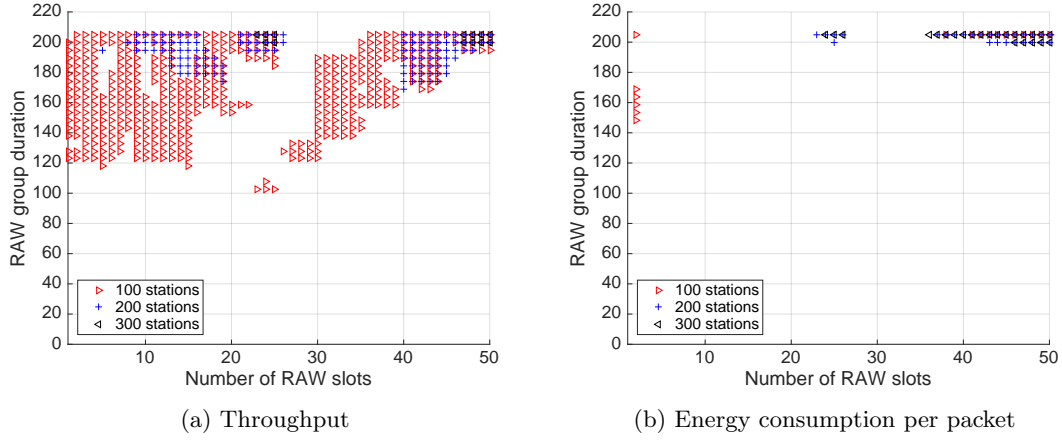 220
200
180
160
140
120
100
80
60
40
20
0
RAW group duration
100 stations
200 stations
300 stations
10
20
30
40
50
Number of RAW slots
(a) Throughput
220
200
180
160
140
120
100
80
60
40
20
0
RAW group duration
100 stations
200 stations
300 stations
10
20
30
40
50
Number of RAW slots
(b) Energy consumption per packet